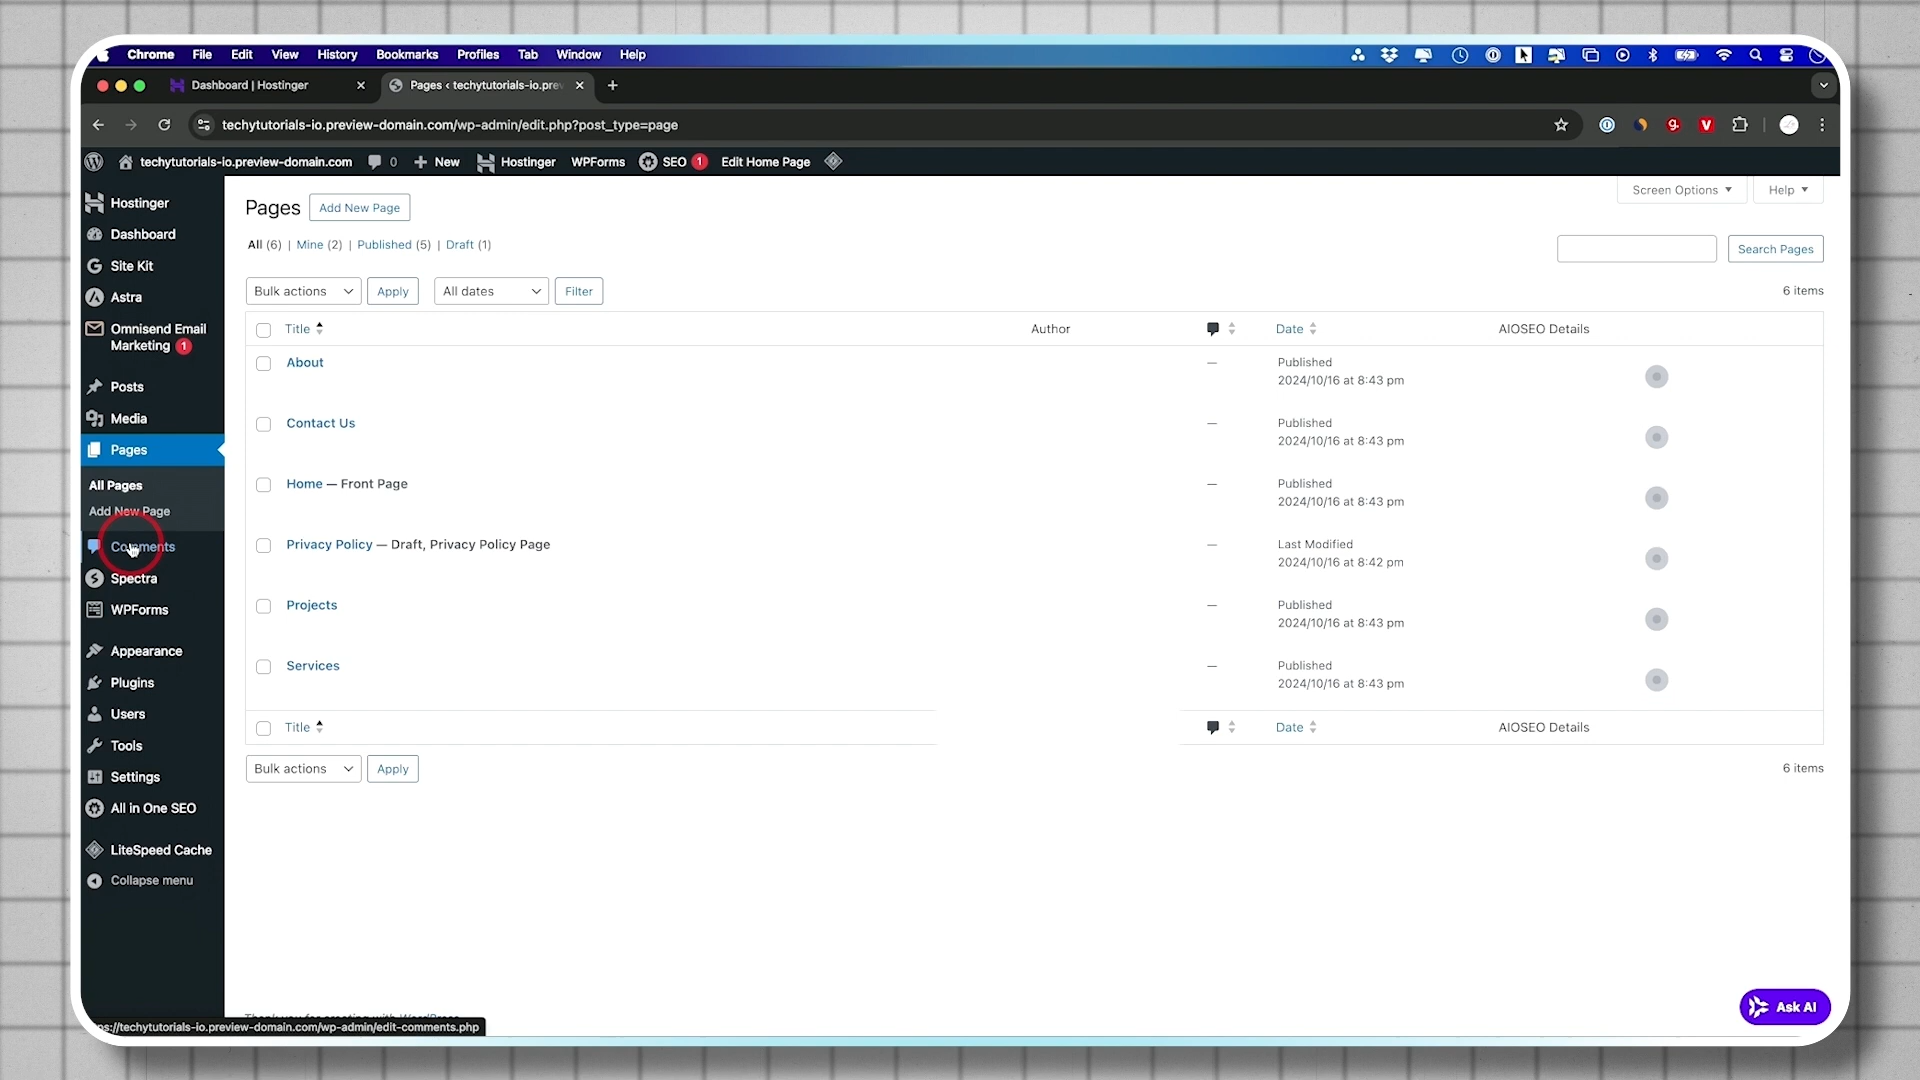 Chrome File Edit View History Bookmarks Profiles Tab Window Help
Dashboard | Hostinger
Pages ‹ techytutorials-io.prev
techytutorials-io.preview-domain.com/wp-admin/edit.php?post_type=page
techytutorials-io.preview-domain.com 0 New Hostinger WPForms SEO 1 Edit Home Page
Hostinger
Dashboard
Site Kit
Astra
Omnisend Email
Marketing 1
Posts
Media
Pages
All Pages
Add New Page
Comments
Spectra
WPForms
Appearance
Plugins
Users
Tools
Settings
All in One SEO
LiteSpeed Cache
Collapse menu
Screen Options Help
Pages Add New Page
All (6) | Mine (2) | Published (5) | Draft (1)
Search Pages
Bulk actions Apply All dates Filter
6 items
Title Author Date AIOSEO Details
About — Published
2024/10/16 at 8:43 pm
Contact Us — Published
2024/10/16 at 8:43 pm
Home — Front Page — Published
2024/10/16 at 8:43 pm
Privacy Policy — Draft, Privacy Policy Page — Last Modified
2024/10/16 at 8:42 pm
Projects — Published
2024/10/16 at 8:43 pm
Services — Published
2024/10/16 at 8:43 pm
Title Date AIOSEO Details
Bulk actions Apply
6 items
Ask AI
Thank you for creating with WordPress
ps://techytutorials-io.preview-domain.com/wp-admin/edit-comments.php